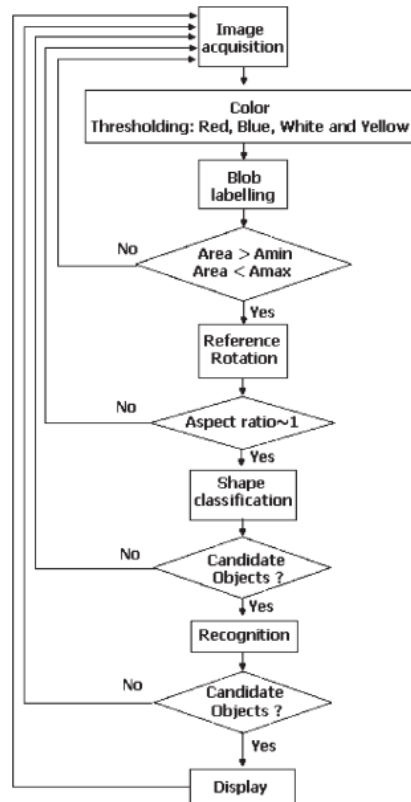 Image
acquisition
Color
Thresholding: Red, Blue, White and Yellow
Blob
labelling
No
Area > Amin
Area < Amax
Yes
Reference
Rotation
No
Aspect ratio~1
Yes
Shape
classification
No
Candidate
Objects ?
Yes
Recognition
No
Candidate
Objects ?
Yes
Display